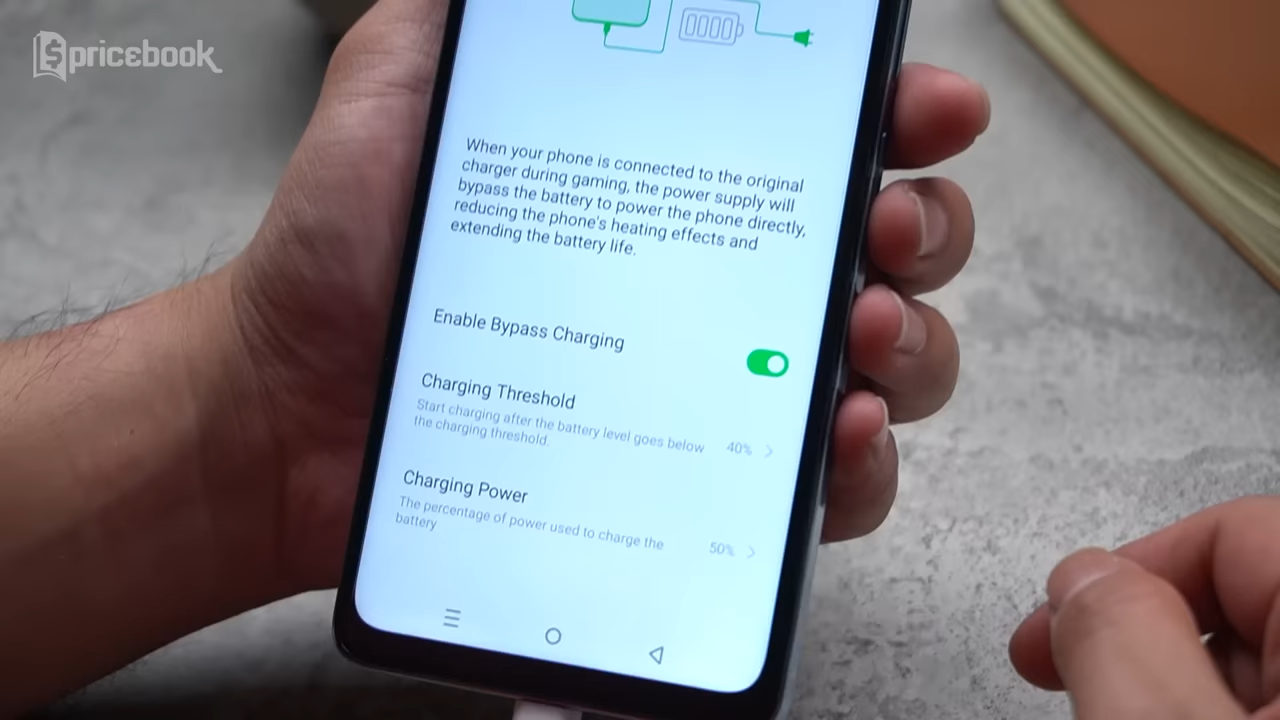 pricebook
When your phone is connected to the original
charger during gaming, the power supply will
bypass the battery to power the phone directly,
reducing the phone's heating effects and
extending the battery life.
Enable Bypass Charging
Charging Threshold
Start charging after the battery level goes below
the charging threshold.
40%
Charging Power
The percentage of power used to charge the
battery
50%